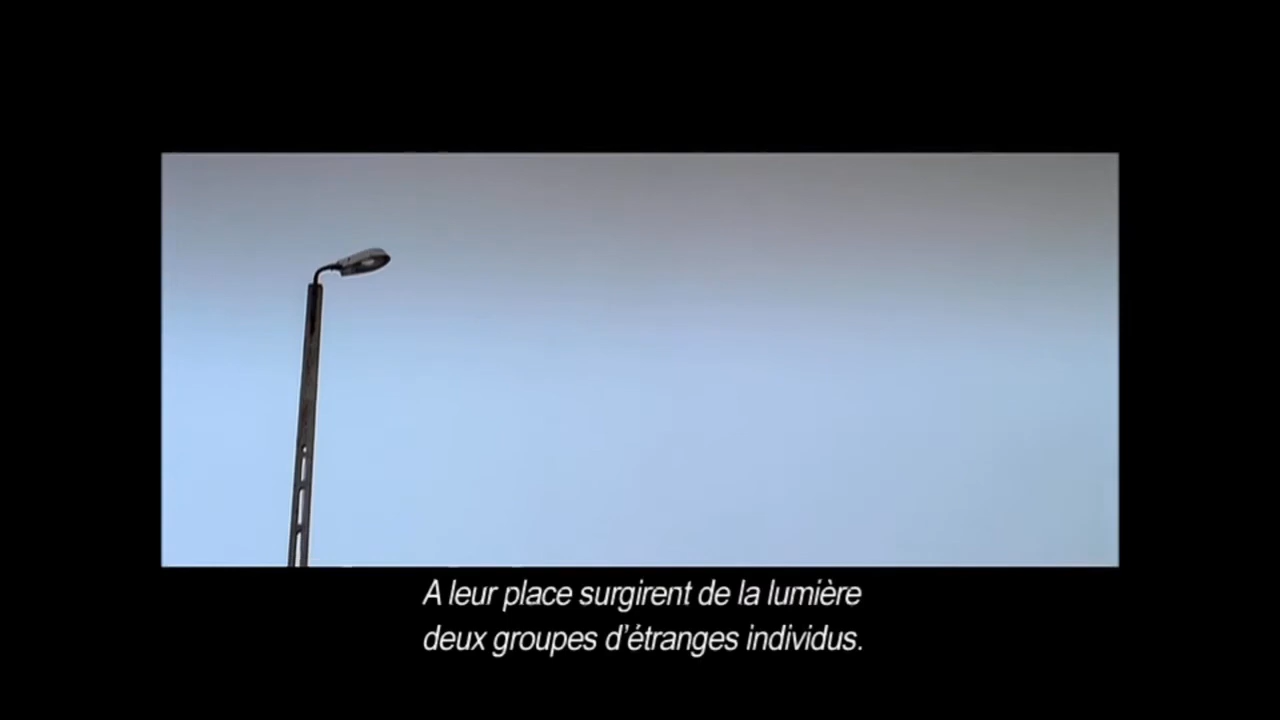 A leur place surgirent de la lumière
deux groupes d'étranges individus.